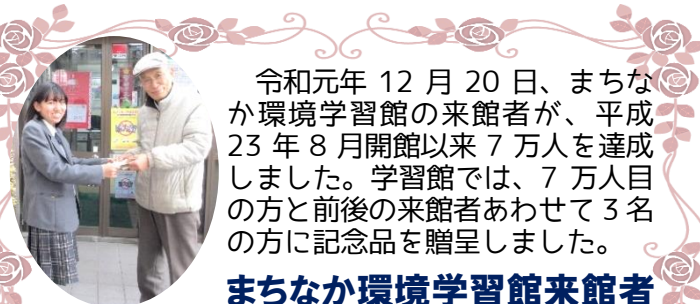 令和元年 12 月 20 日、まちな
か環境学習館の来館者が、平成
23 年 8 月開館以来 7 万人を達成
しました。学習館では、7 万人目
の方と前後の来館者あわせて 3 名
の方に記念品を贈呈しました。
まちなか環境学習館来館者